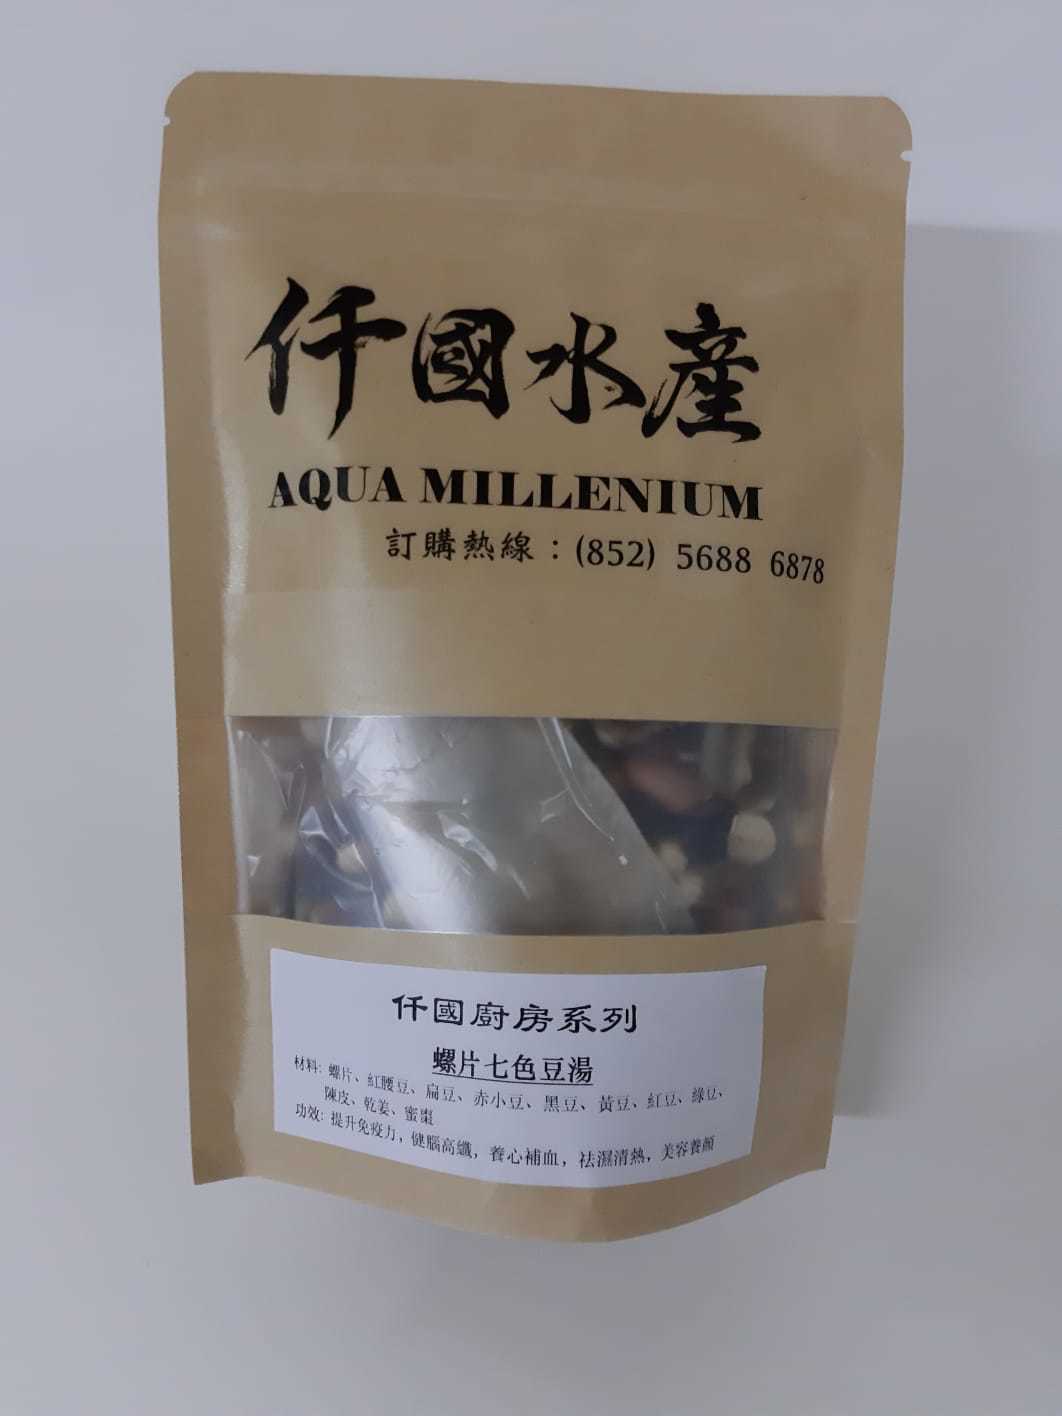 仟國水產
AQUA MILLENIUM
訂購熱線：(852) 5688 6878
仟國廚房系列
螺片七色豆湯
材料: 螺片、紅腰豆、扁豆、赤小豆、黑豆、黃豆、紅豆、綠豆、
陳皮、乾姜、蜜棗
功效: 提升免疫力，健腦高纖，養心補血，祛濕清熱，美容養顏